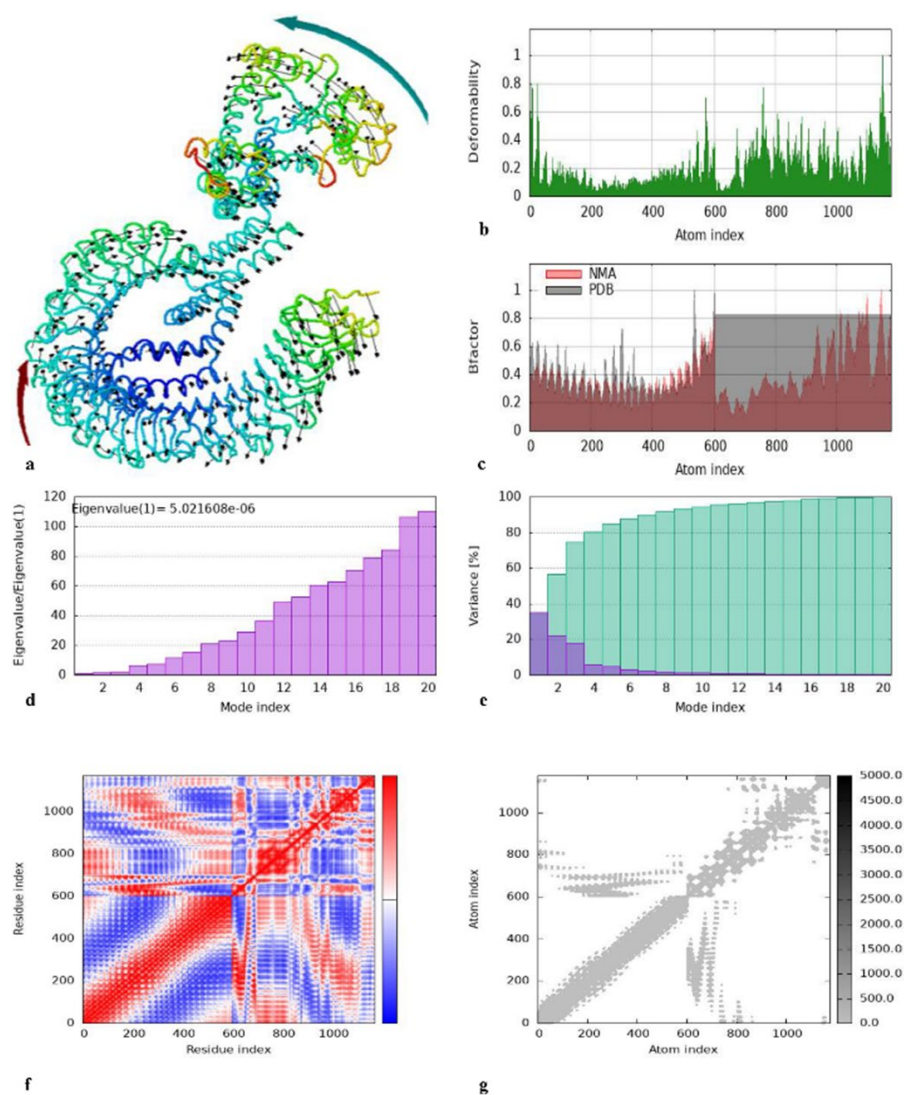 Deformability
1
0.8
0.6
0.4
0.2
0
0 200 400 600 800 1000
Atom index
b
NMA
PDB
Bfactor
1
0.8
0.6
0.4
0.2
0
0 200 400 600 800 1000
Atom index
a
c
Eigenvalue(1)= 5.021608e-06
Eigenvalue/Eigenvalue(1)
120
100
80
60
40
20
0
2 4 6 8 10 12 14 16 18 20
Mode index
d
Variance [%]
100
80
60
40
20
0
2 4 6 8 10 12 14 16 18 20
Mode index
e
Residue index
1000
800
600
400
200
0
0 200 400 600 800 1000
Residue index
f
Atom index
1000
800
600
400
200
0
0 200 400 600 800 1000
Atom index
5000.0
4500.0
4000.0
3500.0
3000.0
2500.0
2000.0
1500.0
1000.0
500.0
0.0
g